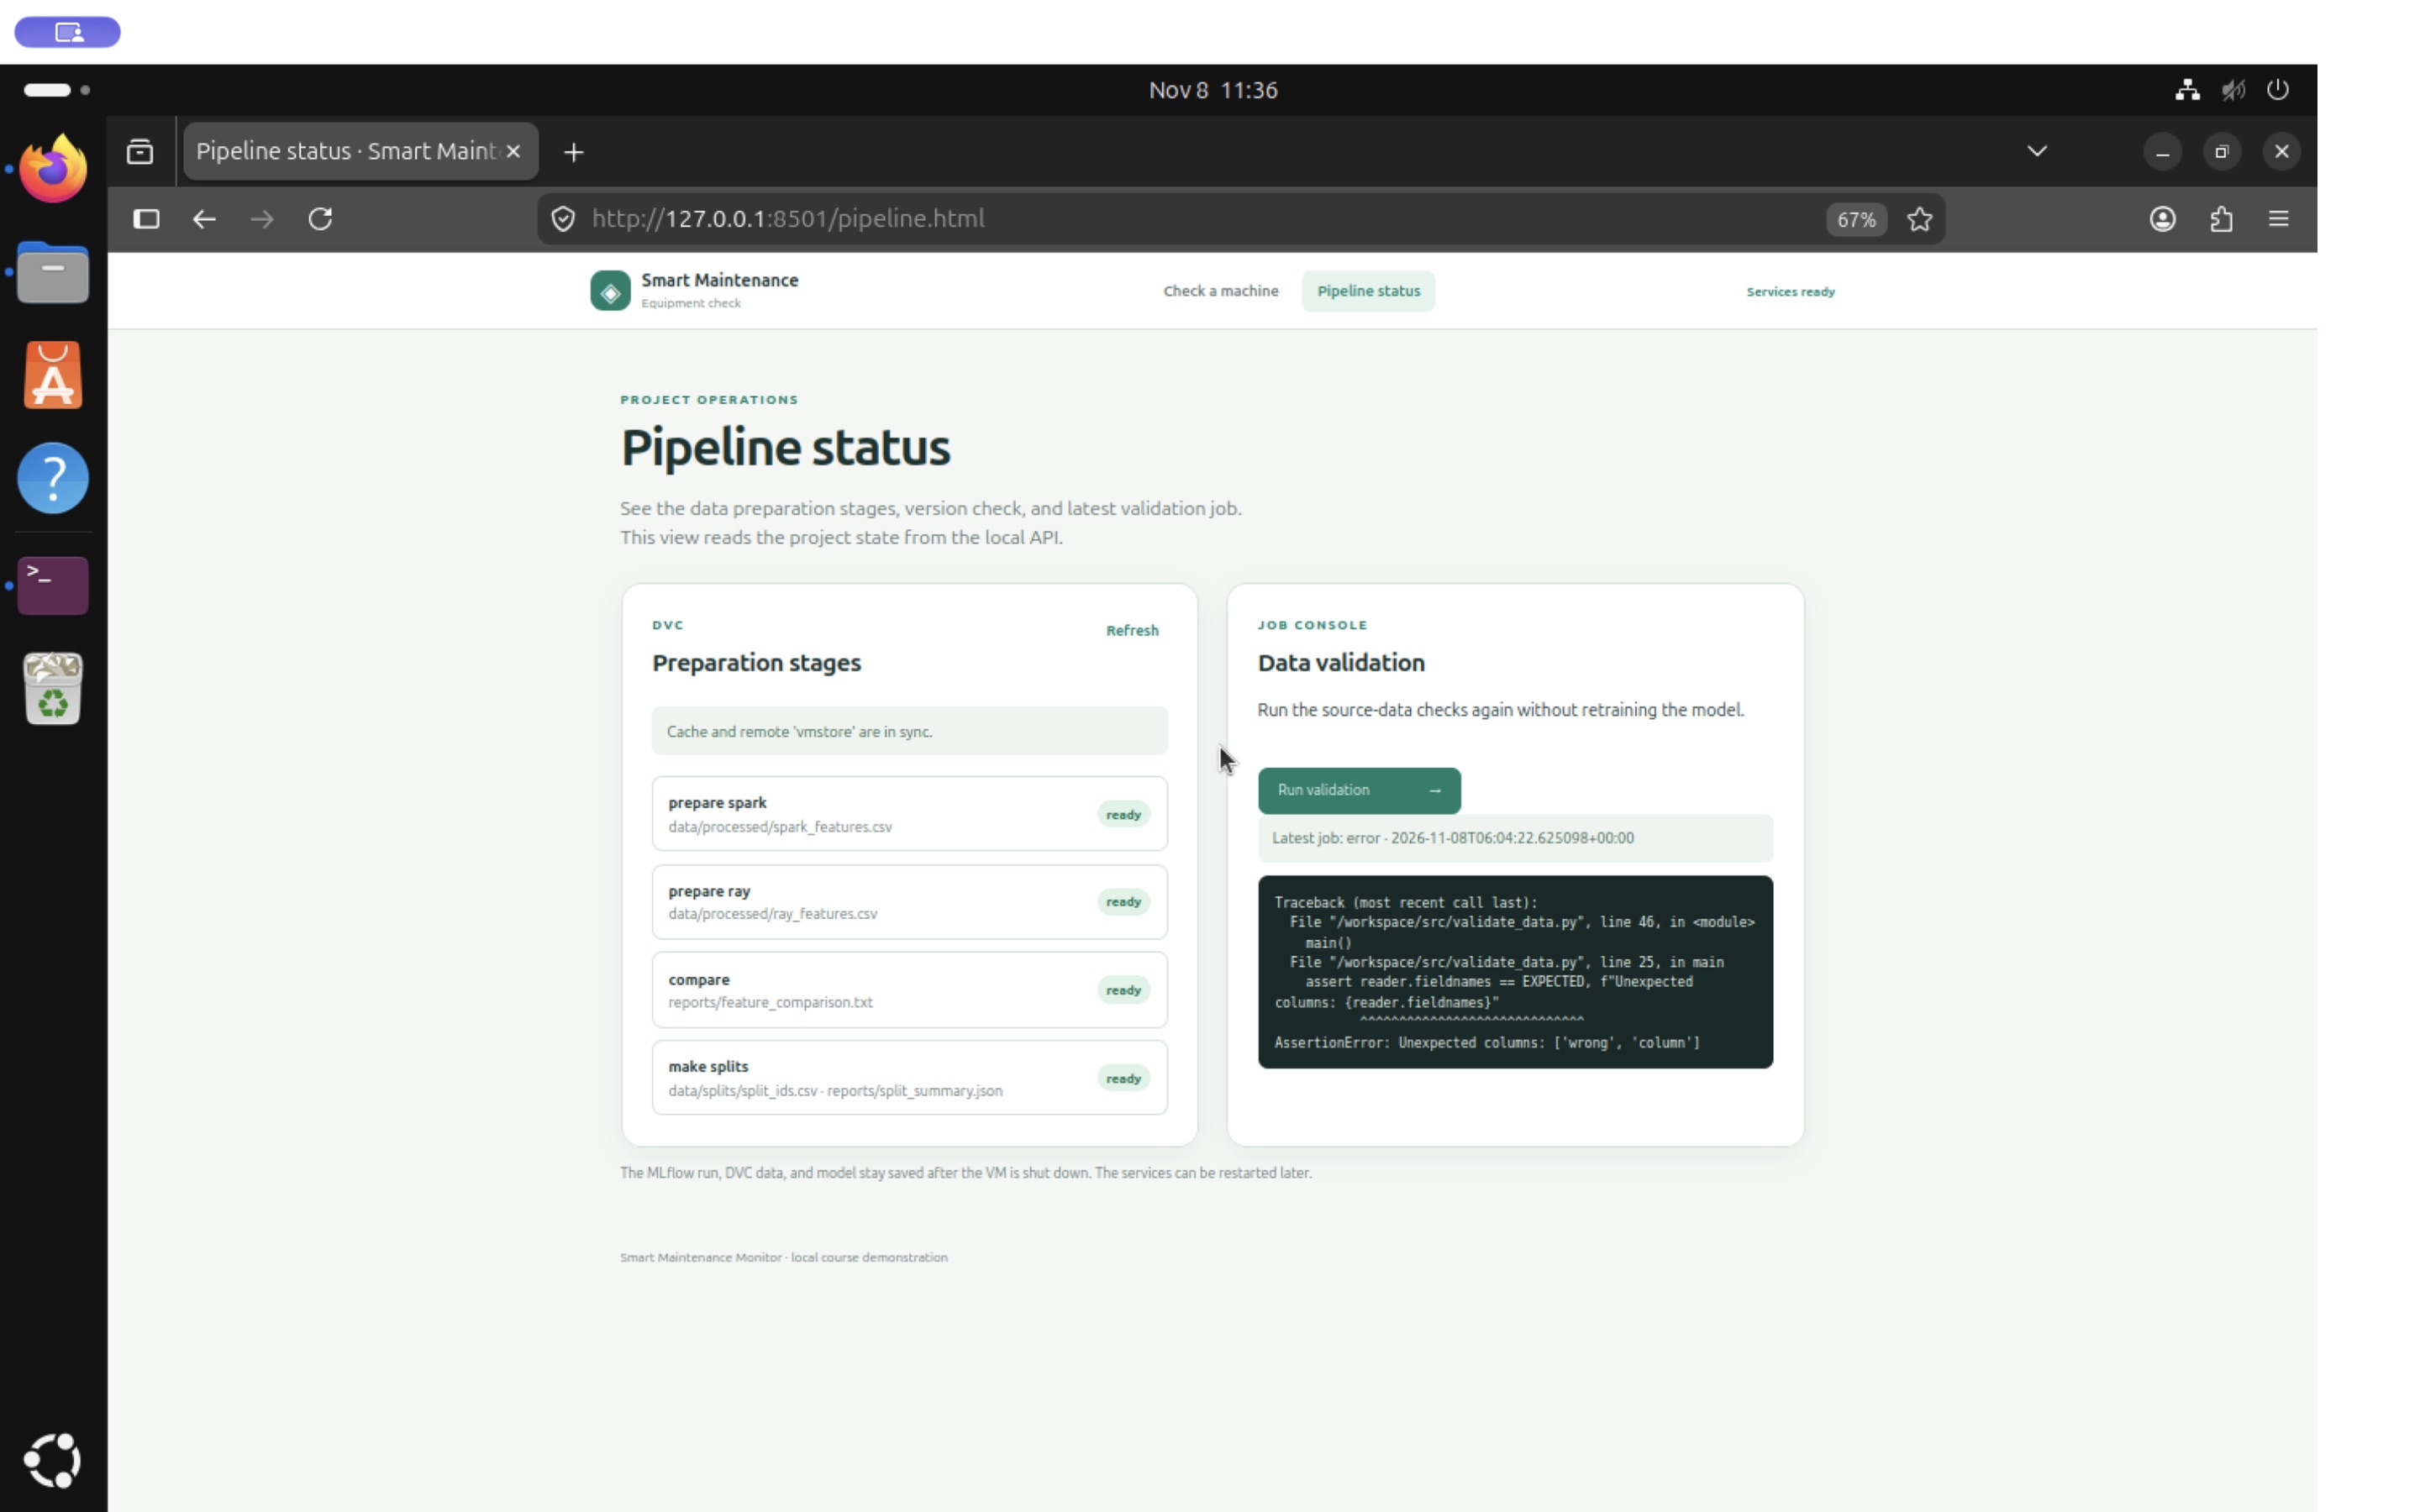 Nov 8 11:36
Pipeline status · Smart Maint
http://127.0.0.1:8501/pipeline.html
67%
Smart Maintenance
Equipment check
Check a machine
Pipeline status
Services ready
PROJECT OPERATIONS
Pipeline status
See the data preparation stages, version check, and latest validation job.
This view reads the project state from the local API.
DVC
Refresh
Preparation stages
Cache and remote 'vmstore' are in sync.
prepare spark
data/processed/spark_features.csv
ready
prepare ray
data/processed/ray_features.csv
ready
compare
reports/feature_comparison.txt
ready
make splits
data/splits/split_ids.csv · reports/split_summary.json
ready
JOB CONSOLE
Data validation
Run the source-data checks again without retraining the model.
Run validation →
Latest job: error · 2026-11-08T06:04:22.625098+00:00
Traceback (most recent call last):
File "/workspace/src/validate_data.py", line 46, in <module>
main()
File "/workspace/src/validate_data.py", line 25, in main
assert reader.fieldnames == EXPECTED, f"Unexpected
columns: {reader.fieldnames}"
^^^^^^^^^^^^^^^^^^^^^^^^^^^^^
AssertionError: Unexpected columns: ['wrong', 'column']
The MLflow run, DVC data, and model stay saved after the VM is shut down. The services can be restarted later.
Smart Maintenance Monitor · local course demonstration